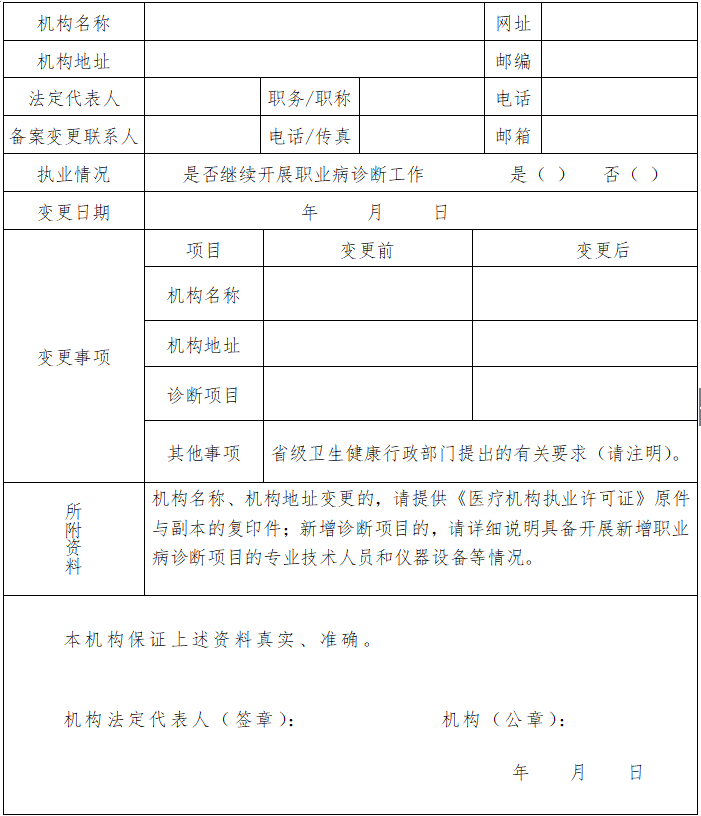 机构名称 网址
机构地址 邮编
法定代表人 职务/职称 电话
备案变更联系人 电话/传真 邮箱
执业情况 是否继续开展职业病诊断工作 是（ ） 否（ ）
变更日期 年 月 日
变更事项 项目 变更前 变更后
机构名称
机构地址
诊断项目
其他事项 省级卫生健康行政部门提出的有关要求（请注明）。
所附资料
机构名称、机构地址变更的，请提供《医疗机构执业许可证》原件
与副本的复印件；新增诊断项目的，请详细说明具备开展新增职业
病诊断项目的专业技术人员和仪器设备等情况。
本机构保证上述资料真实、准确。
机构法定代表人（签章）： 机构（公章）：
年 月 日